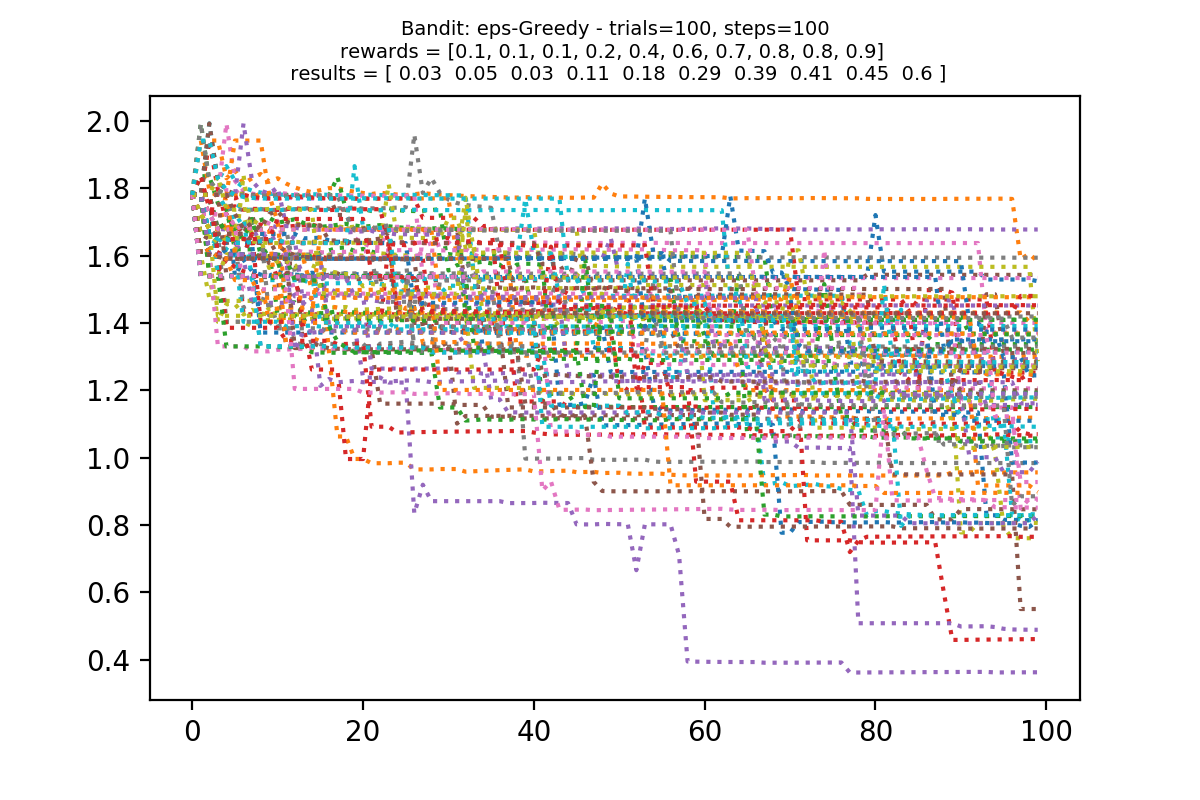 Bandit: eps-Greedy - trials=100, steps=100
rewards = [0.1, 0.1, 0.1, 0.2, 0.4, 0.6, 0.7, 0.8, 0.8, 0.9]
results = [ 0.03  0.05  0.03  0.11  0.18  0.29  0.39  0.41  0.45  0.6 ]
2.0
1.8
1.6
1.4
1.2
1.0
0.8
0.6
0.4
0 20 40 60 80 100